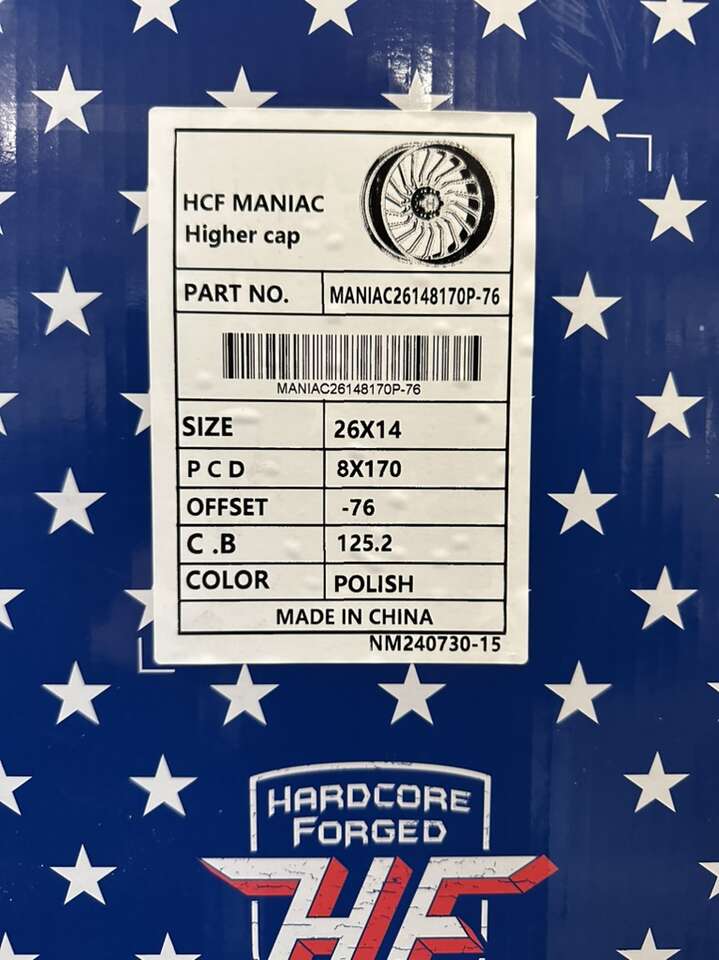 HCF MANIAC
Higher cap
PART NO. MANIAC26148170P-76
MANIAC26148170P-76
SIZE 26X14
P C D 8X170
OFFSET -76
C .B 125.2
COLOR POLISH
MADE IN CHINA
NM240730-15
HARDCORE
FORGED
HF